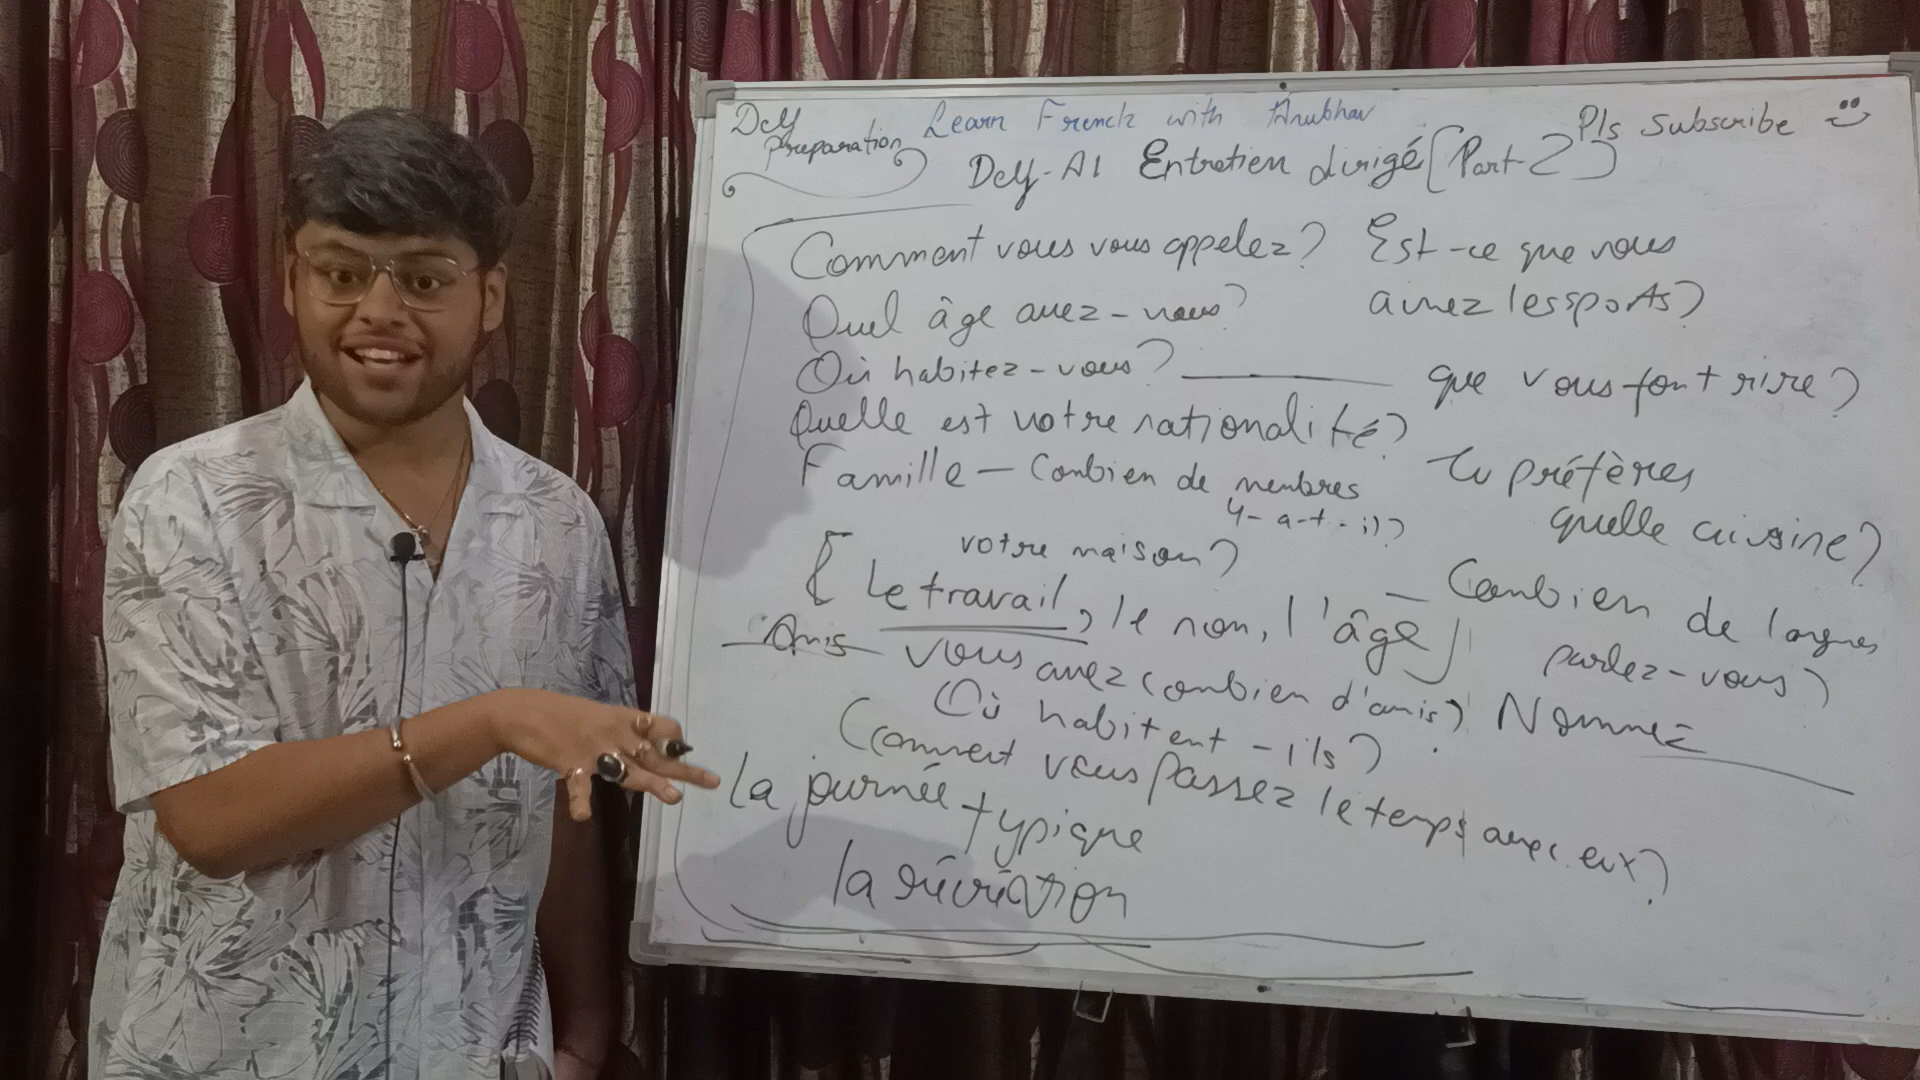 Delf Preparation
Learn French with Anubhav
Pls Subscribe
Delf-A1 Entretien dirigé [Part-2]
Comment vous vous appelez?
Quel âge avez-vous?
Où habitez-vous?
Quelle est votre nationalité?
Famille - Combien de membres
y-a-t-il?
votre maison?
[Le travail, le nom, l'âge]
Amis
vous avez combien d'amis?
Où habitent-ils?
(Comment vous passez le temps avec eux?
La journée typique
la récréation
Est-ce que vous
aimez les sports?
que vous font rire?
tu préfères
quelle cuisine?
- Combien de langues
parlez-vous?
Nommez